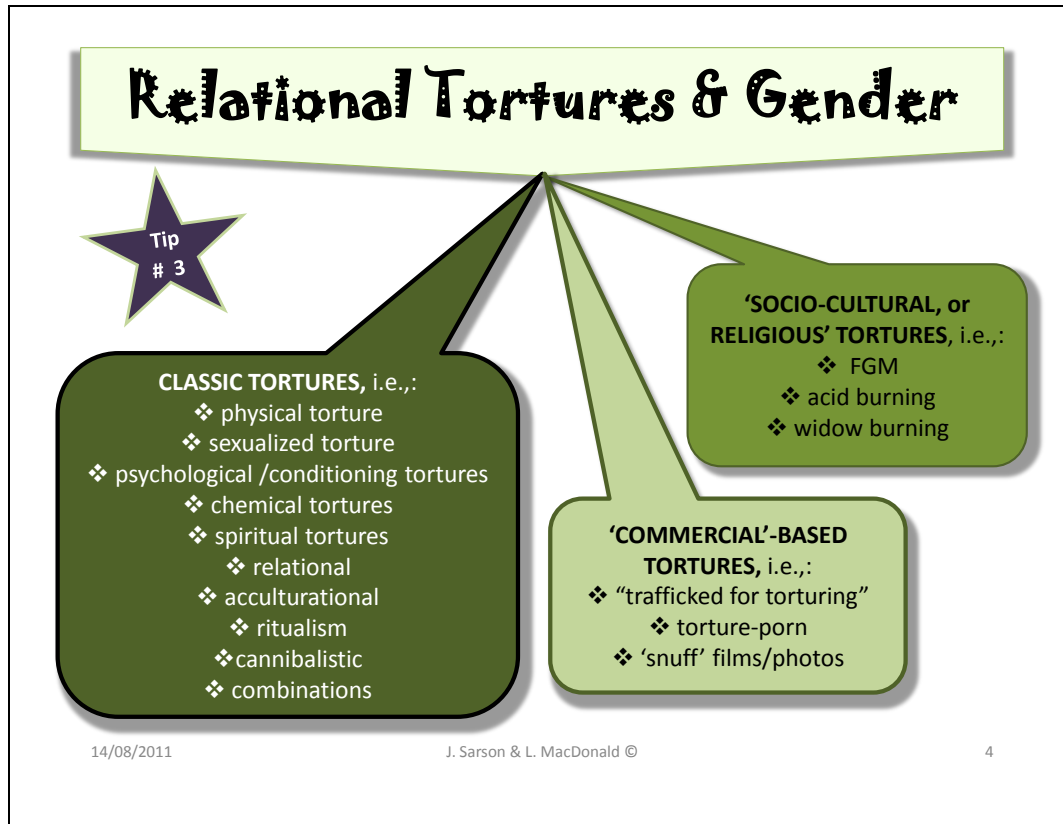 Relational Tortures & Gender
Tip
# 3
CLASSIC TORTURES, i.e.,:
❖ physical torture
❖ sexualized torture
❖ psychological /conditioning tortures
❖ chemical tortures
❖ spiritual tortures
❖ relational
❖ acculturational
❖ ritualism
❖cannibalistic
❖ combinations
‘COMMERCIAL’-BASED
TORTURES, i.e.,:
❖ “trafficked for torturing”
❖ torture-porn
❖ ‘snuff’ films/photos
‘SOCIO-CULTURAL, or
RELIGIOUS’ TORTURES, i.e.,:
❖ FGM
❖ acid burning
❖ widow burning
14/08/2011
J. Sarson & L. MacDonald ©
4